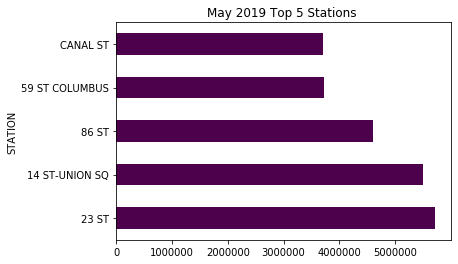 May 2019 Top 5 Stations
STATION
CANAL ST
59 ST COLUMBUS
86 ST
14 ST-UNION SQ
23 ST
0 1000000 2000000 3000000 4000000 5000000